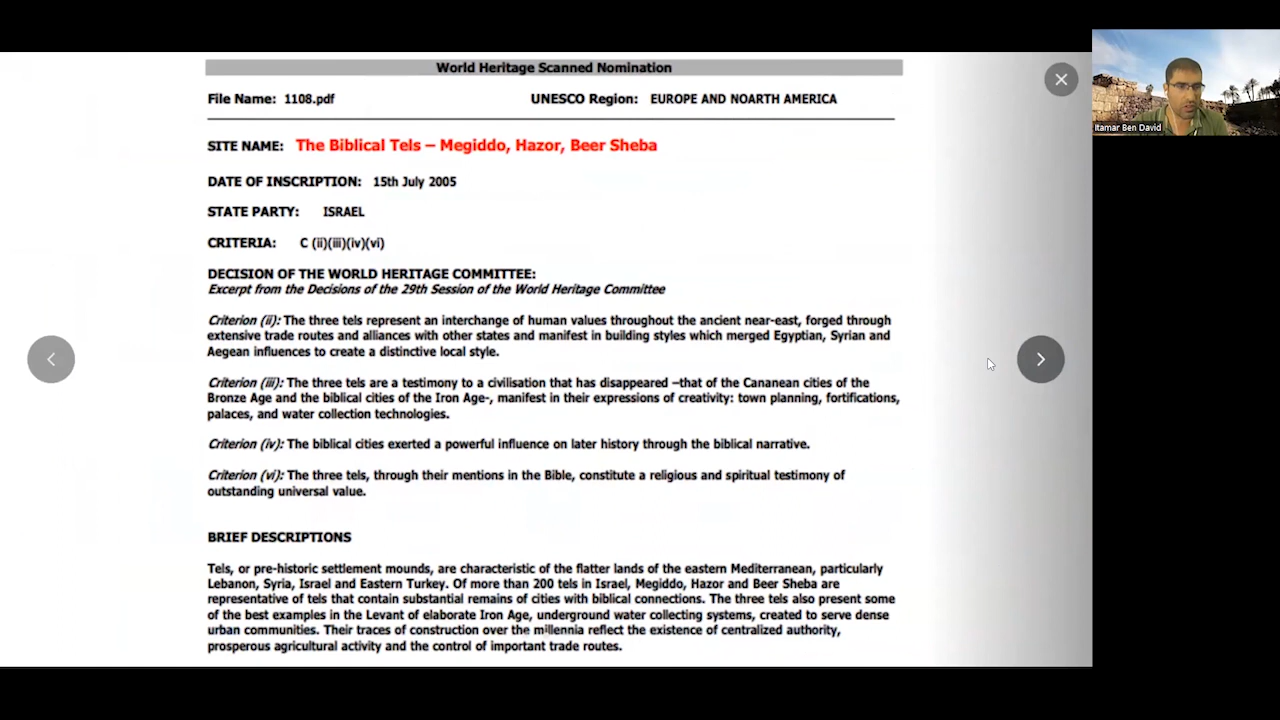 World Heritage Scanned Nomination
File Name: 1108.pdf UNESCO Region: EUROPE AND NOARTH AMERICA
SITE NAME: The Biblical Tels – Megiddo, Hazor, Beer Sheba
DATE OF INSCRIPTION: 15th July 2005
STATE PARTY: ISRAEL
CRITERIA: C (ii)(iii)(iv)(vi)
DECISION OF THE WORLD HERITAGE COMMITTEE:
Excerpt from the Decisions of the 29th Session of the World Heritage Committee
Criterion (ii): The three tels represent an interchange of human values throughout the ancient near-east, forged through
extensive trade routes and alliances with other states and manifest in building styles which merged Egyptian, Syrian and
Aegean influences to create a distinctive local style.
Criterion (iii): The three tels are a testimony to a civilisation that has disappeared –that of the Cananean cities of the
Bronze Age and the biblical cities of the Iron Age-, manifest in their expressions of creativity: town planning, fortifications,
palaces, and water collection technologies.
Criterion (iv): The biblical cities exerted a powerful influence on later history through the biblical narrative.
Criterion (vi): The three tels, through their mentions in the Bible, constitute a religious and spiritual testimony of
outstanding universal value.
BRIEF DESCRIPTIONS
Tels, or pre-historic settlement mounds, are characteristic of the flatter lands of the eastern Mediterranean, particularly
Lebanon, Syria, Israel and Eastern Turkey. Of more than 200 tels in Israel, Megiddo, Hazor and Beer Sheba are
representative of tels that contain substantial remains of cities with biblical connections. The three tels also present some
of the best examples in the Levant of elaborate Iron Age, underground water collecting systems, created to serve dense
urban communities. Their traces of construction over the millennia reflect the existence of centralized authority,
prosperous agricultural activity and the control of important trade routes.
Itamar Ben David